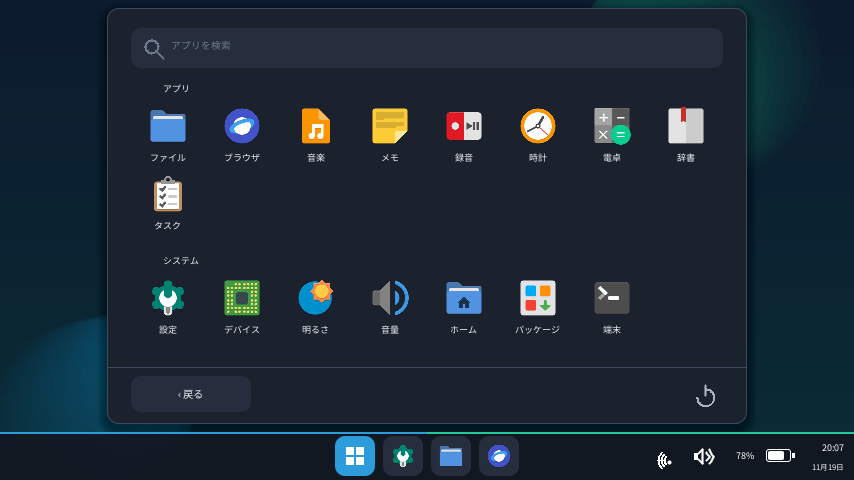 アプリを検索
アプリ
ファイル ブラウザ 音楽 メモ 録音 時計 電卓 辞書
タスク
システム
設定 デバイス 明るさ 音量 ホーム パッケージ 端末
‹ 戻る
78%
20:07
11月19日